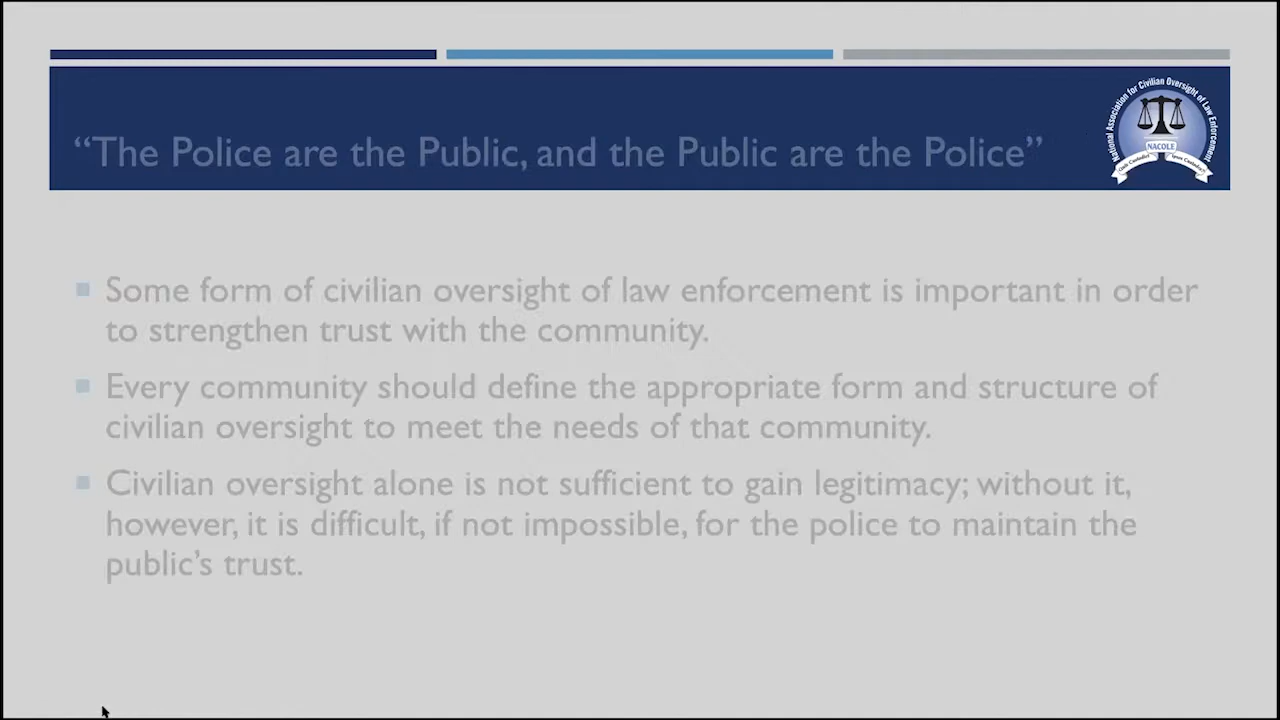 “The Police are the Public, and the Public are the Police”
National Association for Civilian Oversight of Law Enforcement
NACOLE
Quis Custodiet Ipsos Custodes
Some form of civilian oversight of law enforcement is important in order
to strengthen trust with the community.
Every community should define the appropriate form and structure of
civilian oversight to meet the needs of that community.
Civilian oversight alone is not sufficient to gain legitimacy; without it,
however, it is difficult, if not impossible, for the police to maintain the
public’s trust.